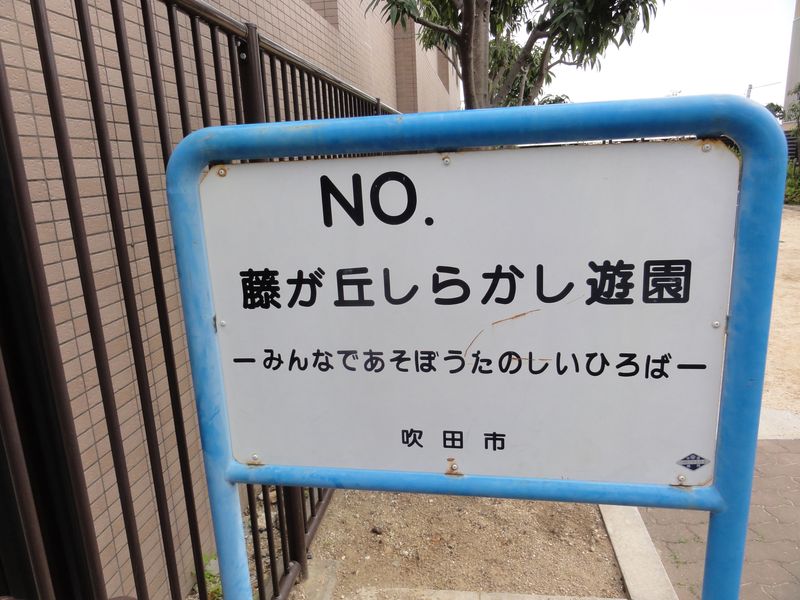 NO.
藤が丘しらかし遊園
ーみんなであそぼうたのしいひろばー
吹田市